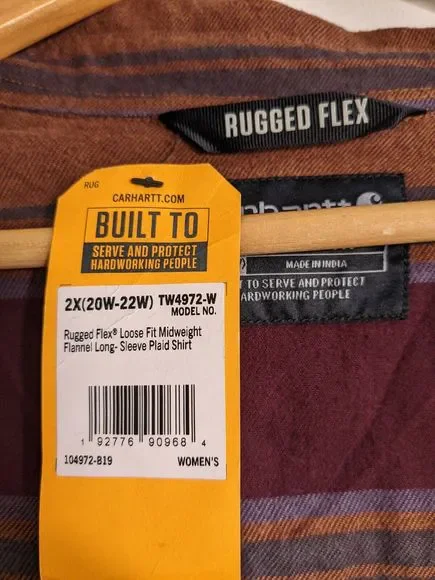 RUGGED FLEX
RUG
CARHARTT.COM
BUILT TO
SERVE AND PROTECT
HARDWORKING PEOPLE
2X(20W-22W) TW4972-W
MODEL NO.
Rugged Flex® Loose Fit Midweight
Flannel Long- Sleeve Plaid Shirt
1 92776 90968 4
104972-B19 WOMEN'S
MADE IN INDIA
TO SERVE AND PROTECT
HARDWORKING PEOPLE